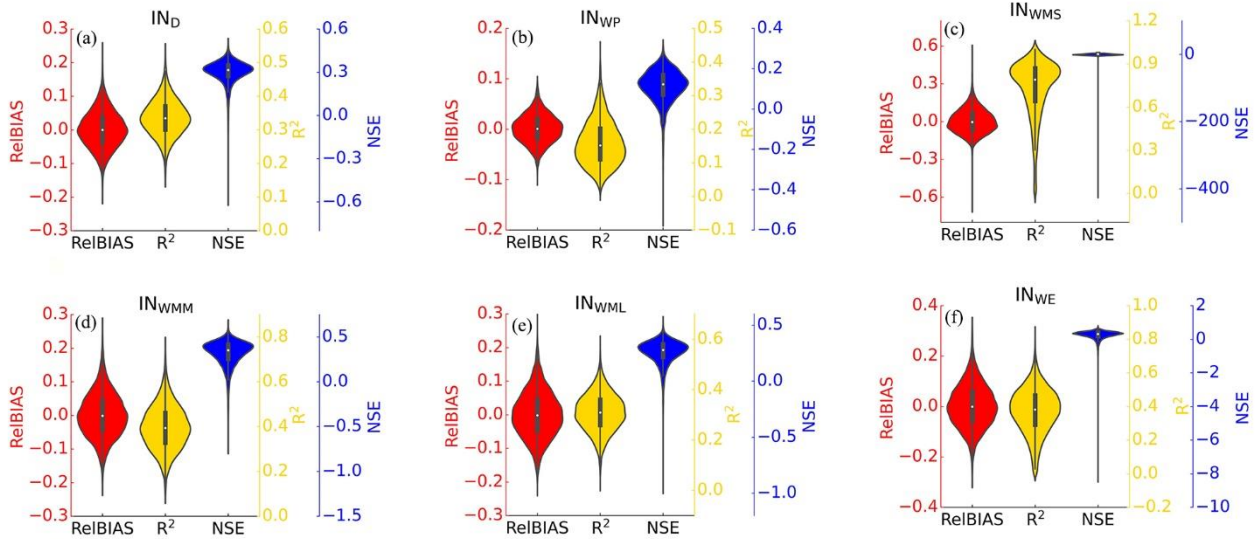 IN_D
(a)
0.3
0.2
0.1
0.0
−0.1
−0.2
−0.3
RelBIAS
RelBIAS R² NSE
0.6
0.5
0.4
0.3
0.2
0.1
0.0
R²
0.6
0.3
0.0
−0.3
−0.6
NSE
IN_WP
(b)
0.2
0.1
0.0
−0.1
−0.2
RelBIAS
RelBIAS R² NSE
0.5
0.4
0.3
0.2
0.1
0.0
−0.1
R²
0.4
0.2
0.0
−0.2
−0.4
−0.6
NSE
IN_WMS
(c)
0.6
0.3
0.0
−0.3
−0.6
RelBIAS
RelBIAS R² NSE
1.2
0.9
0.6
0.3
0.0
R²
0
−200
−400
NSE
IN_WMM
(d)
0.3
0.2
0.1
0.0
−0.1
−0.2
−0.3
RelBIAS
RelBIAS R² NSE
0.8
0.6
0.4
0.2
0.0
R²
0.5
0.0
−0.5
−1.0
−1.5
NSE
IN_WML
(e)
0.3
0.2
0.1
0.0
−0.1
−0.2
−0.3
RelBIAS
RelBIAS R² NSE
0.6
0.4
0.2
0.0
R²
0.5
0.0
−0.5
−1.0
NSE
IN_WE
(f)
0.4
0.2
0.0
−0.2
−0.4
RelBIAS
RelBIAS R² NSE
1.0
0.8
0.6
0.4
0.2
0.0
−0.2
R²
2
0
−2
−4
−6
−8
−10
NSE